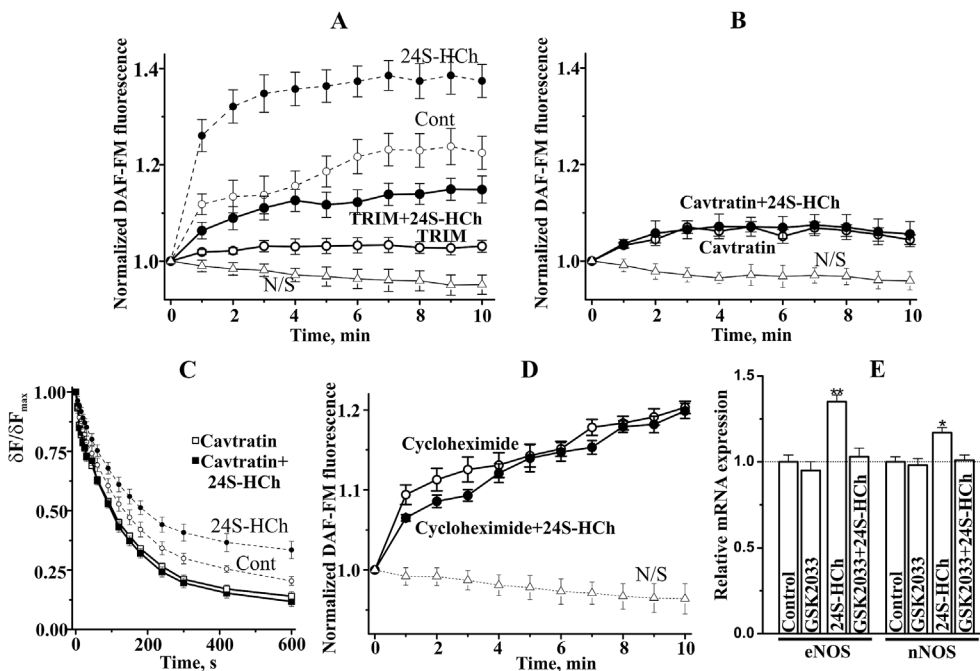 A
Normalized DAF-FM fluorescence
1.4
1.2
1.0
24S-HCh
Cont
TRIM+24S-HCh
TRIM
N/S
0 2 4 6 8 10
Time, min
B
Normalized DAF-FM fluorescence
1.4
1.2
1.0
Cavtratin+24S-HCh
Cavtratin
N/S
0 2 4 6 8 10
Time, min
C
δF/δFmax
1.00
0.75
0.50
0.25
0.00
Cavtratin
Cavtratin+
24S-HCh
24S-HCh
Cont
0 200 400 600
Time, s
D
Normalized DAF-FM fluorescence
1.2
1.1
1.0
Cycloheximide
Cycloheximide+24S-HCh
N/S
0 2 4 6 8 10
Time, min
E
Relative mRNA expression
1.5
1.0
0.5
0.0
**
*
Control
GSK2033
24S-HCh
GSK2033+24S-HCh
Control
GSK2033
24S-HCh
GSK2033+24S-HCh
eNOS
nNOS